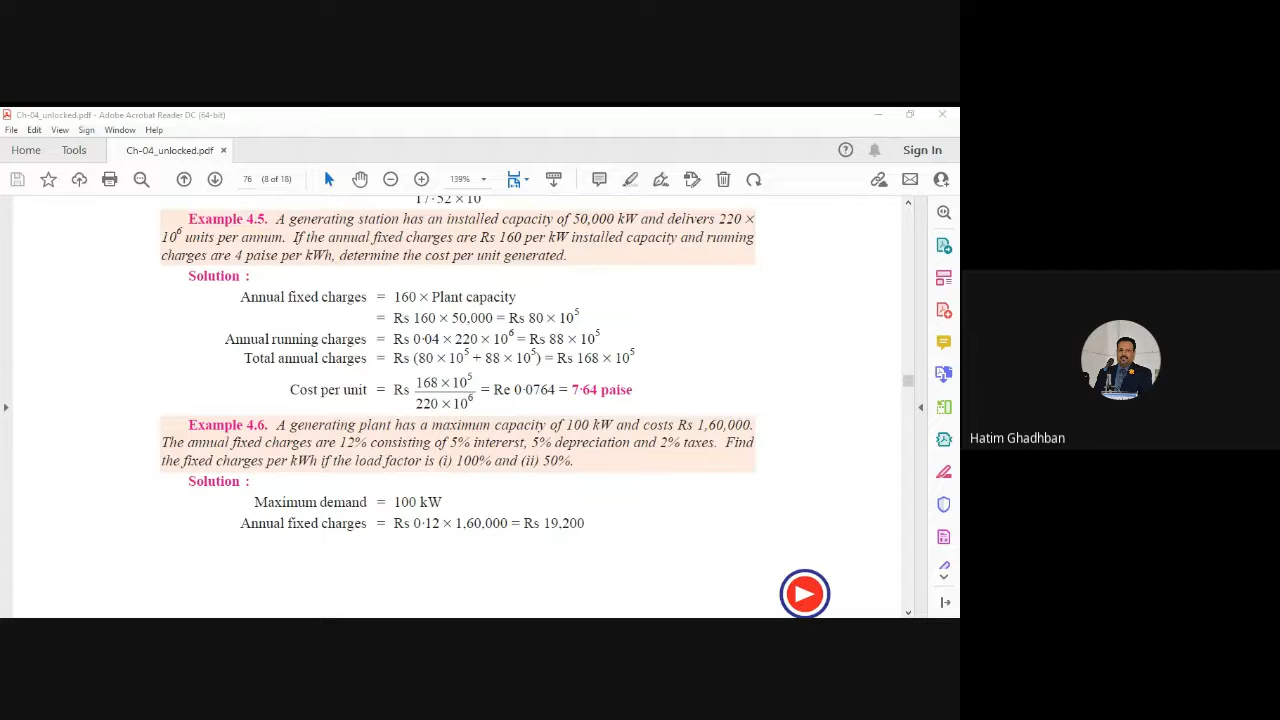 Ch-04_unlocked.pdf - Adobe Acrobat Reader DC (64-bit)
File Edit View Sign Window Help
Home Tools Ch-04_unlocked.pdf × Sign In
76 (8 of 18) 139%
17·52 × 10
Example 4.5. A generating station has an installed capacity of 50,000 kW and delivers 220 ×
10⁶ units per annum. If the annual fixed charges are Rs 160 per kW installed capacity and running
charges are 4 paise per kWh, determine the cost per unit generated.
Solution :
Annual fixed charges = 160 × Plant capacity
= Rs 160 × 50,000 = Rs 80 × 10⁵
Annual running charges = Rs 0·04 × 220 × 10⁶ = Rs 88 × 10⁵
Total annual charges = Rs (80 × 10⁵ + 88 × 10⁵) = Rs 168 × 10⁵
Cost per unit = Rs 168 × 10⁵ / 220 × 10⁶ = Re 0·0764 = 7·64 paise
Example 4.6. A generating plant has a maximum capacity of 100 kW and costs Rs 1,60,000.
The annual fixed charges are 12% consisting of 5% intererst, 5% depreciation and 2% taxes. Find
the fixed charges per kWh if the load factor is (i) 100% and (ii) 50%.
Solution :
Maximum demand = 100 kW
Annual fixed charges = Rs 0·12 × 1,60,000 = Rs 19,200
Hatim Ghadhban